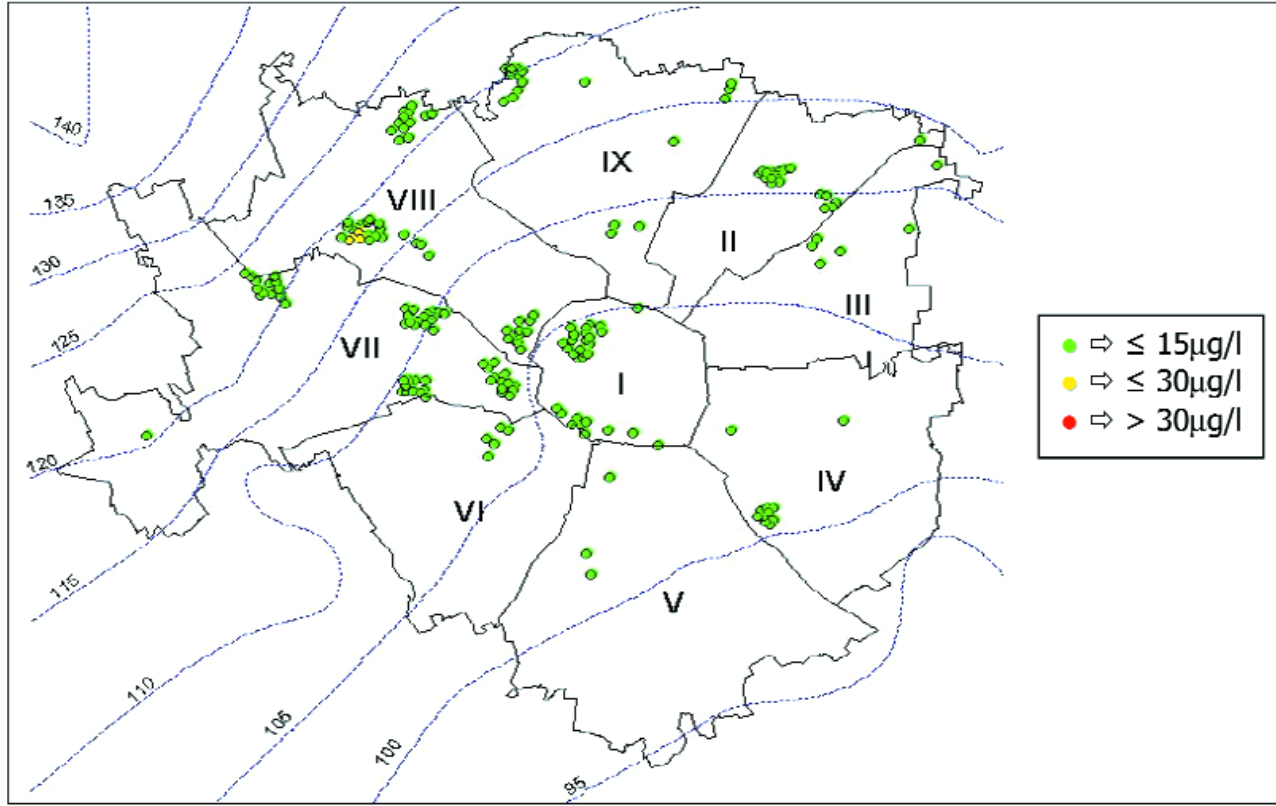 140
135
130
125
120
115
110
105
100
95
IX
VIII
II
III
VII
I
IV
VI
V
⇨ ≤ 15µg/l
⇨ ≤ 30µg/l
⇨ > 30µg/l